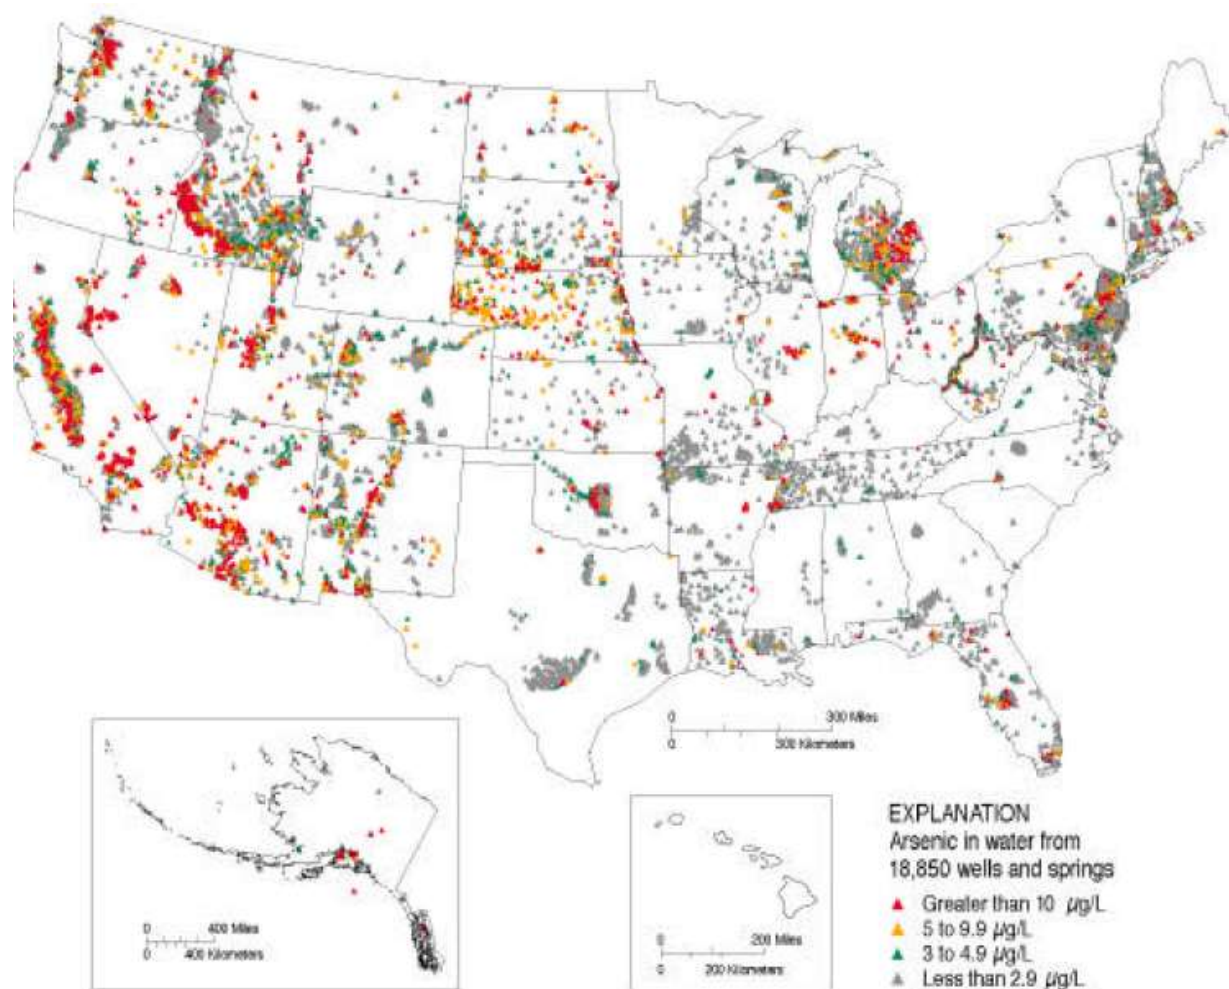 0 300 Miles
0 300 Kilometers
0 400 Miles
0 400 Kilometers
0 200 Miles
0 200 Kilometers
EXPLANATION
Arsenic in water from
18,850 wells and springs
Greater than 10 µg/L
5 to 9.9 µg/L
3 to 4.9 µg/L
Less than 2.9 µg/L